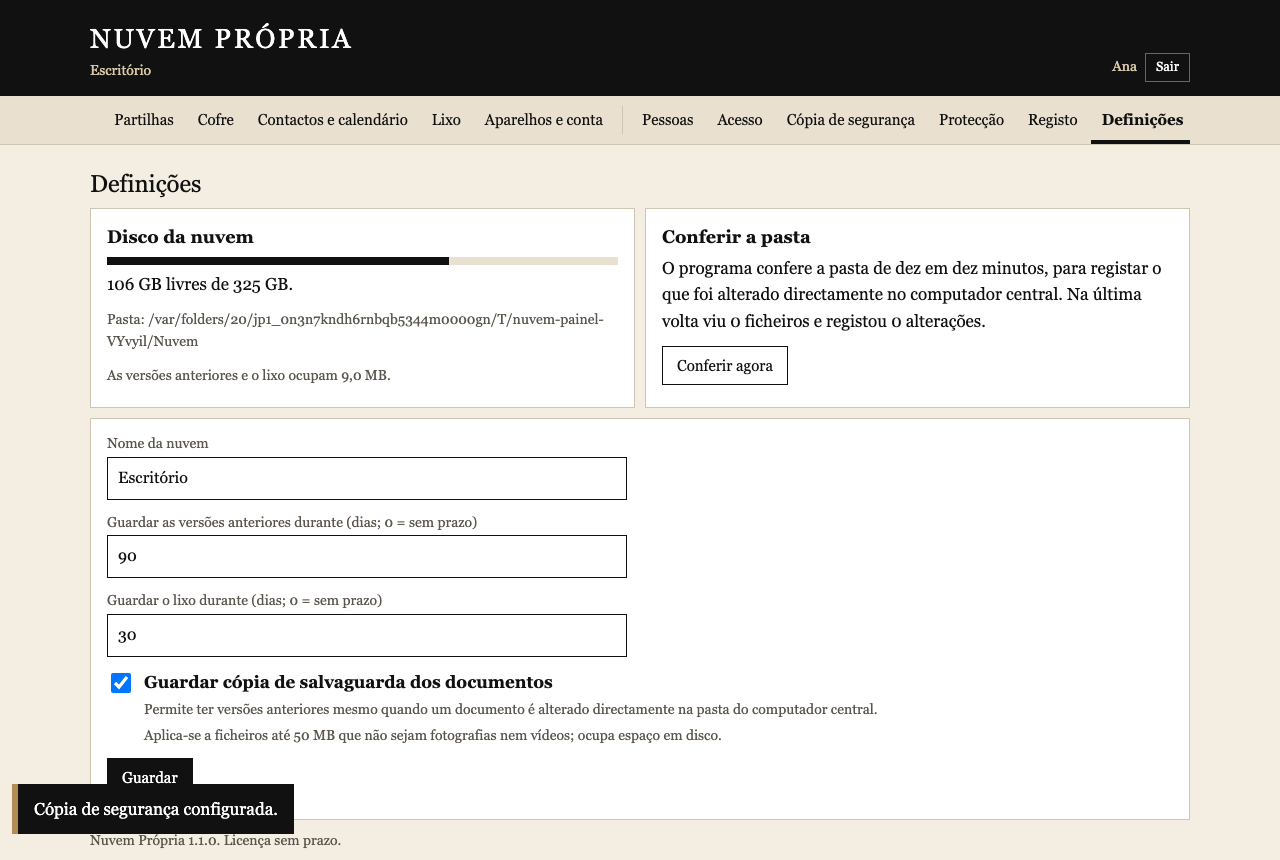 NUVEM PRÓPRIA
Escritório
Ana
Sair
Partilhas
Cofre
Contactos e calendário
Lixo
Aparelhos e conta
Pessoas
Acesso
Cópia de segurança
Protecção
Registo
Definições
Definições
Disco da nuvem
106 GB livres de 325 GB.
Pasta: /var/folders/20/jp1_0n3n7kndh6rnbqb5344m0000gn/T/nuvem-painel-
VYvyil/Nuvem
As versões anteriores e o lixo ocupam 9,0 MB.
Conferir a pasta
O programa confere a pasta de dez em dez minutos, para registar o
que foi alterado directamente no computador central. Na última
volta viu 0 ficheiros e registou 0 alterações.
Conferir agora
Nome da nuvem
Escritório
Guardar as versões anteriores durante (dias; 0 = sem prazo)
90
Guardar o lixo durante (dias; 0 = sem prazo)
30
Guardar cópia de salvaguarda dos documentos
Permite ter versões anteriores mesmo quando um documento é alterado directamente na pasta do computador central.
Aplica-se a ficheiros até 50 MB que não sejam fotografias nem vídeos; ocupa espaço em disco.
Guardar
Cópia de segurança configurada.
Nuvem Própria 1.1.0. Licença sem prazo.